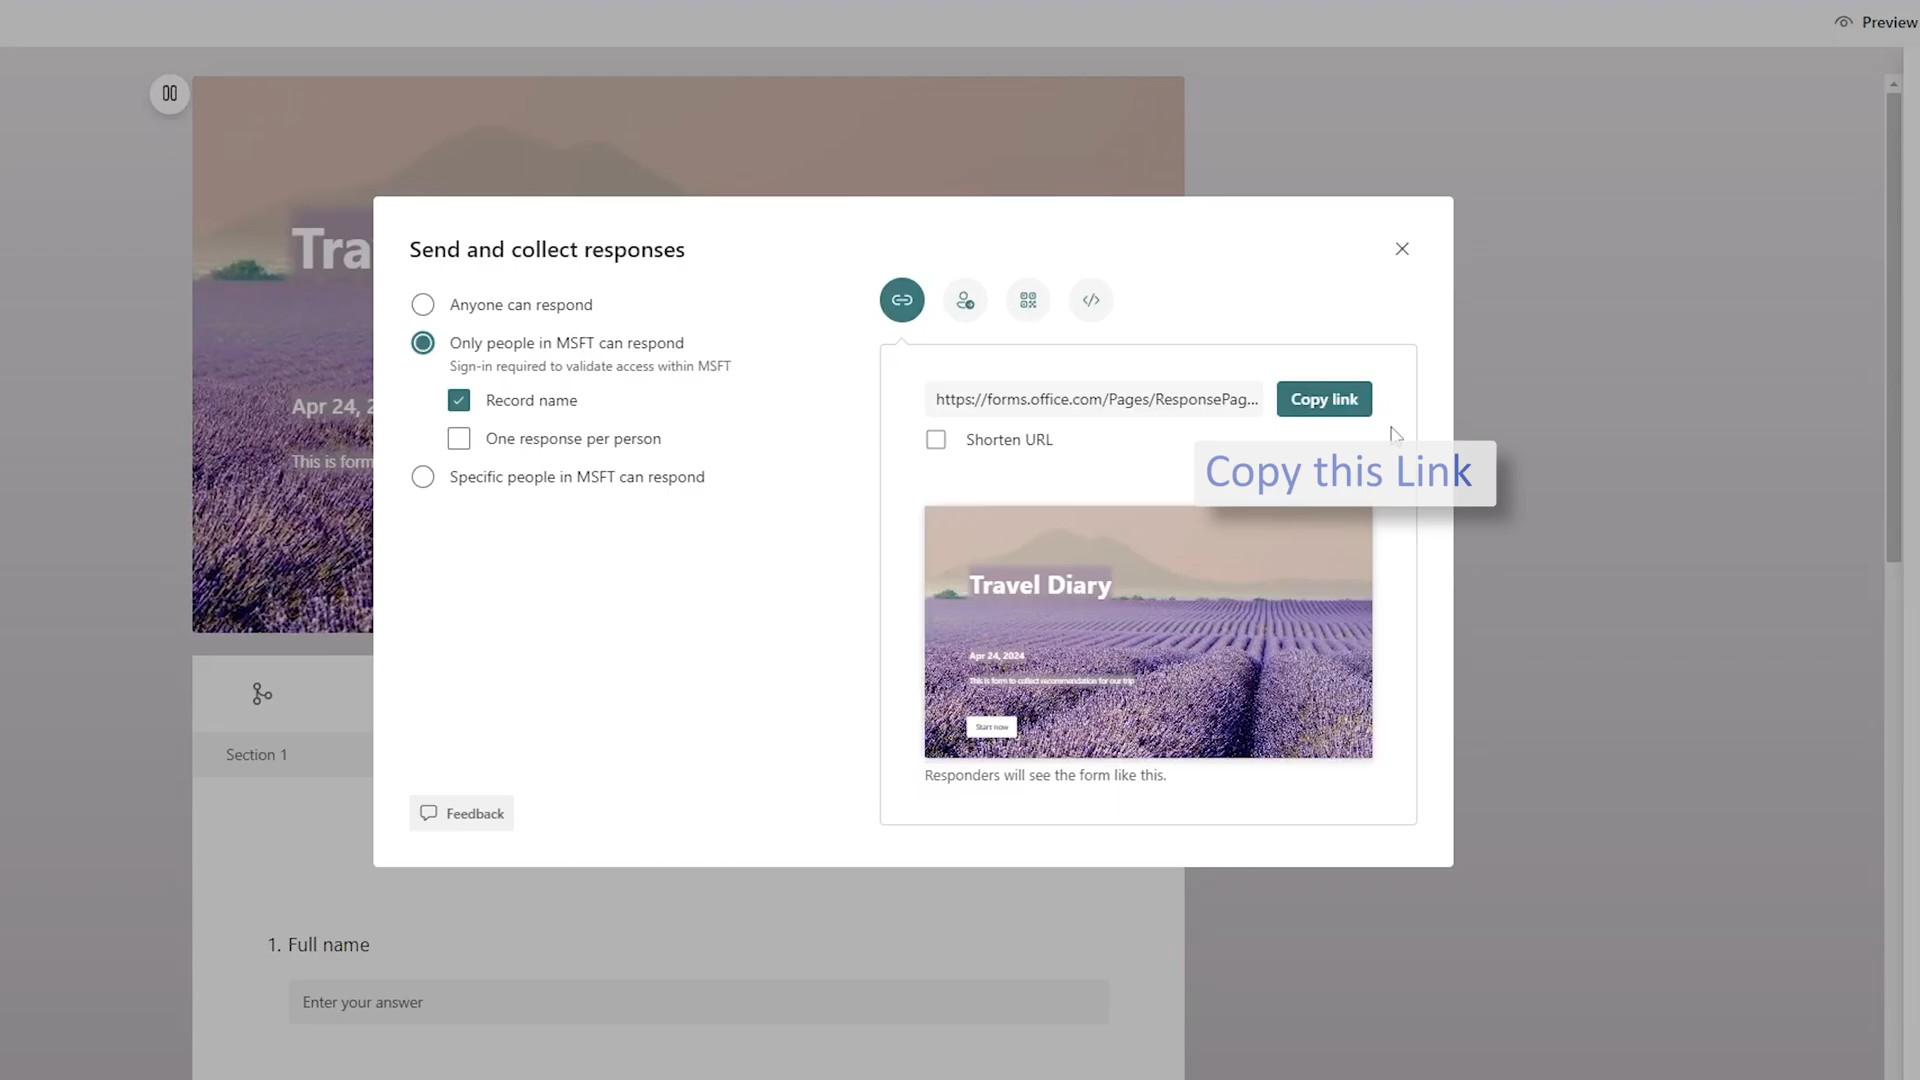 Preview
Tra
Apr 24, 2
This is form
Send and collect responses
Anyone can respond
Only people in MSFT can respond
Sign-in required to validate access within MSFT
Record name
One response per person
Specific people in MSFT can respond
Feedback
https://forms.office.com/Pages/ResponsePag...
Copy link
Shorten URL
Copy this Link
Travel Diary
Apr 24, 2024
This is form to collect recommendation for our trip
Start now
Responders will see the form like this.
Section 1
1. Full name
Enter your answer